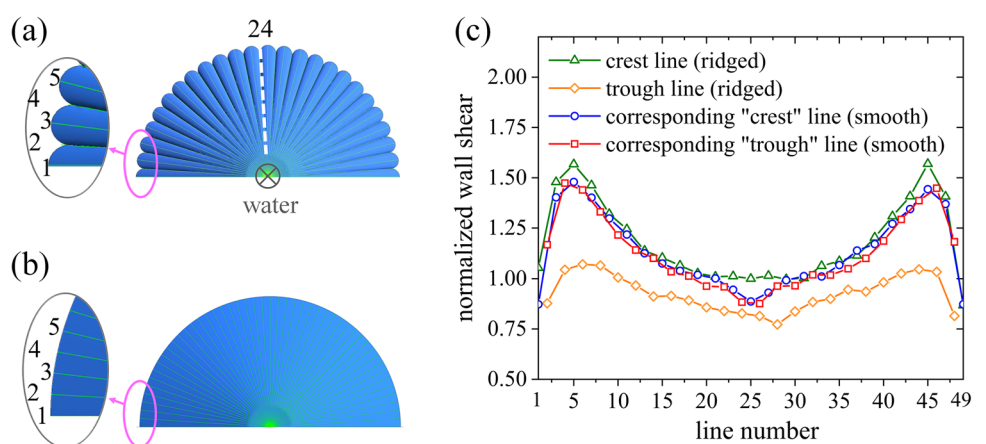 (a)
24
5
4
3
2
1
water
(b)
5
4
3
2
1
(c)
normalized wall shear
2.00
1.75
1.50
1.25
1.00
0.75
0.50
crest line (ridged)
trough line (ridged)
corresponding "crest" line (smooth)
corresponding "trough" line (smooth)
1 5 10 15 20 25 30 35 40 45 49
line number